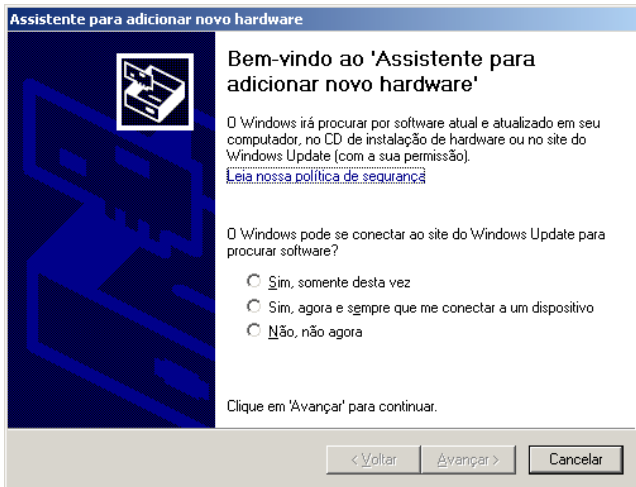 Assistente para adicionar novo hardware
Bem-vindo ao 'Assistente para
adicionar novo hardware'
O Windows irá procurar por software atual e atualizado em seu
computador, no CD de instalação de hardware ou no site do
Windows Update (com a sua permissão).
Leia nossa política de segurança
O Windows pode se conectar ao site do Windows Update para
procurar software?
Sim, somente desta vez
Sim, agora e sempre que me conectar a um dispositivo
Não, não agora
Clique em 'Avançar' para continuar.
< Voltar Avançar > Cancelar